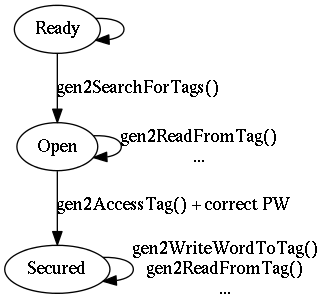 Ready
gen2SearchForTags()
Open
gen2ReadFromTag()
...
gen2AccessTag() + correct PW
Secured
gen2WriteWordToTag()
gen2ReadFromTag()
...